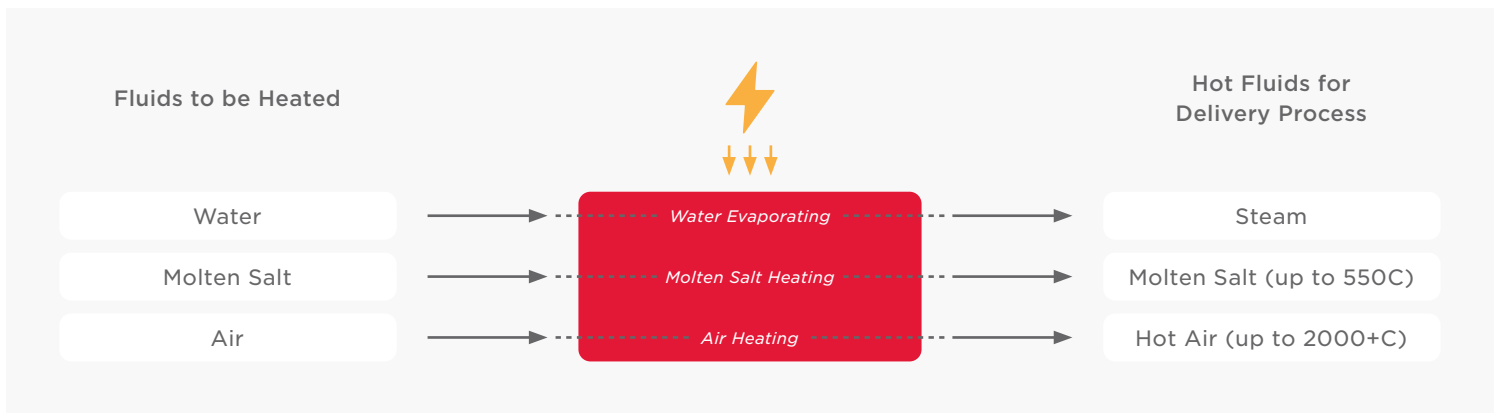 Fluids to be Heated
Hot Fluids for
Delivery Process
Water
Water Evaporating
Steam
Molten Salt
Molten Salt Heating
Molten Salt (up to 550C)
Air
Air Heating
Hot Air (up to 2000+C)